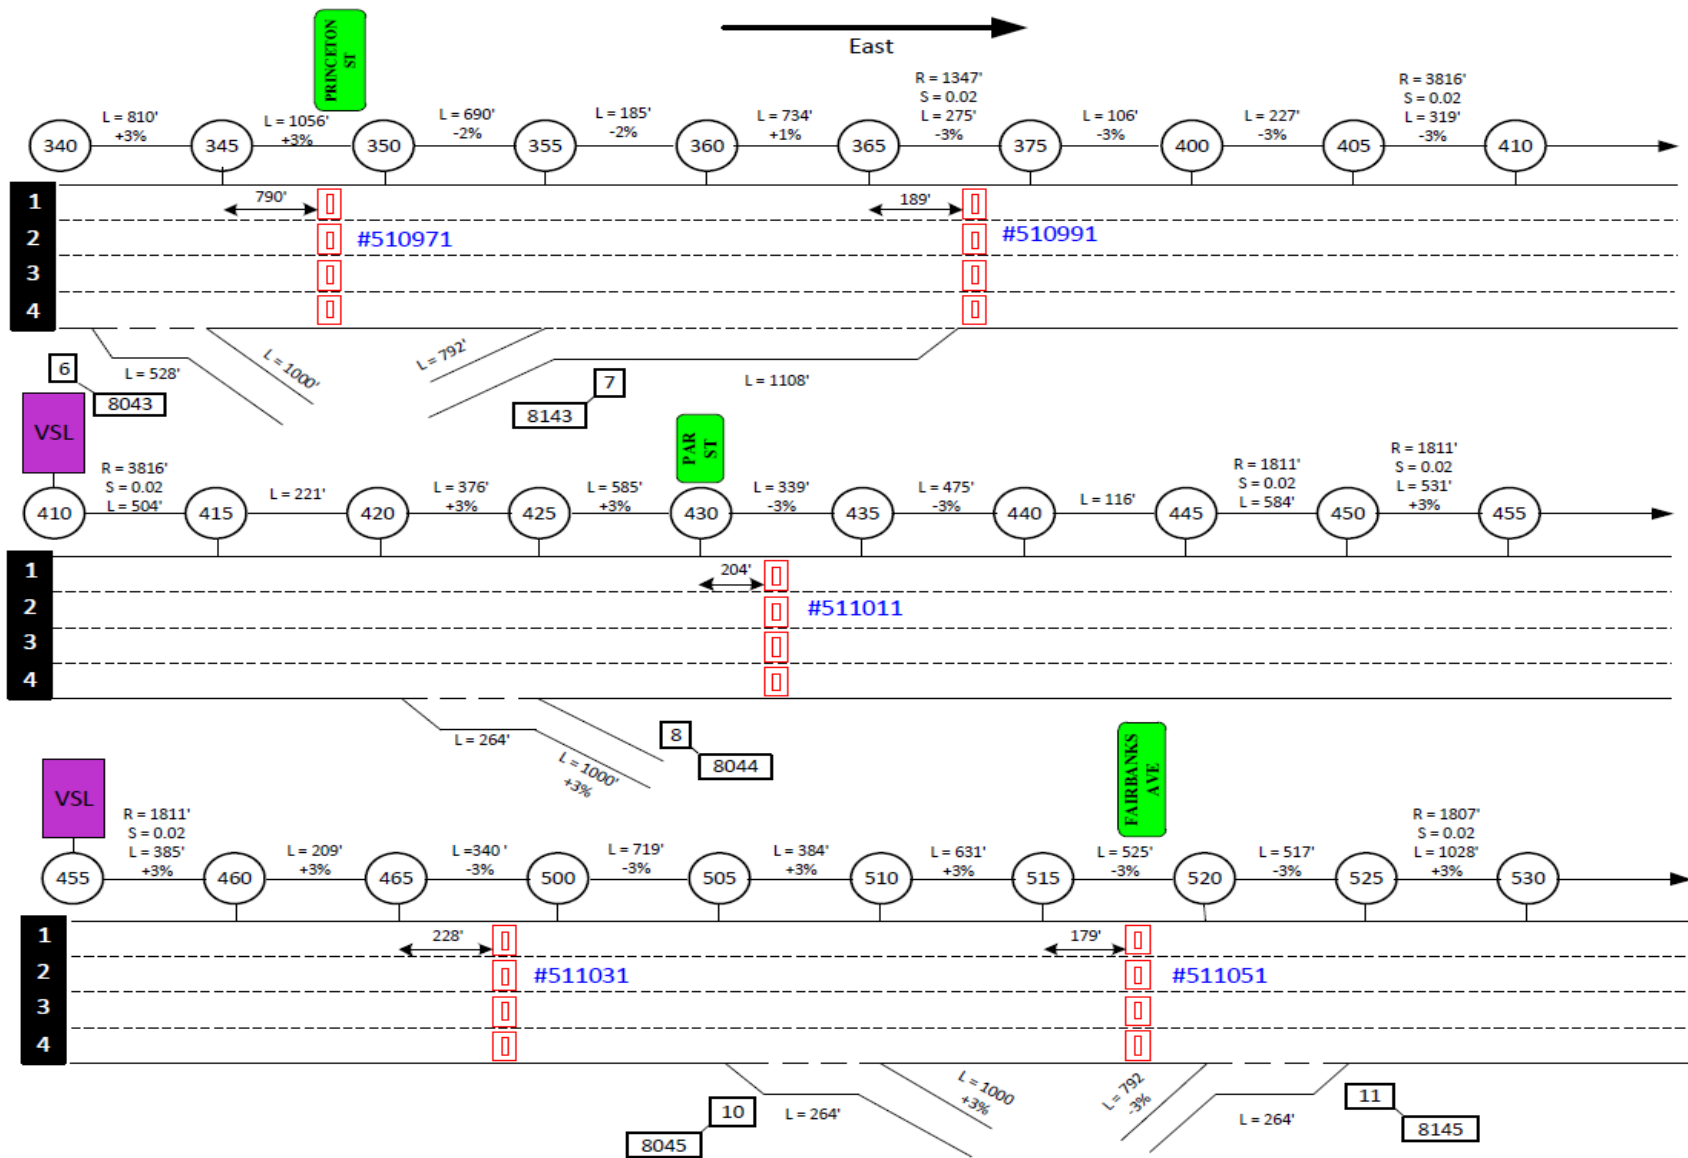 PRINCETON
ST
East
L = 810'
+3%
L = 1056'
+3%
L = 690'
-2%
L = 185'
-2%
L = 734'
+1%
R = 1347'
S = 0.02
L = 275'
-3%
L = 106'
-3%
L = 227'
-3%
R = 3816'
S = 0.02
L = 319'
-3%
340
345
350
355
360
365
375
400
405
410
1
2
3
4
790'
#510971
189'
#510991
L = 528'
L = 1000'
L = 792'
L = 1108'
6
8043
7
8143
VSL
PAR
ST
R = 3816'
S = 0.02
L = 504'
L = 221'
L = 376'
+3%
L = 585'
+3%
L = 339'
-3%
L = 475'
-3%
L = 116'
R = 1811'
S = 0.02
L = 584'
R = 1811'
S = 0.02
L = 531'
+3%
410
415
420
425
430
435
440
445
450
455
1
2
3
4
204'
#511011
L = 264'
L = 1000'
+3%
8
8044
VSL
FAIRBANKS
AVE
R = 1811'
S = 0.02
L = 385'
+3%
L = 209'
+3%
L =340 '
-3%
L = 719'
-3%
L = 384'
+3%
L = 631'
+3%
L = 525'
-3%
L = 517'
-3%
R = 1807'
S = 0.02
L = 1028'
+3%
455
460
465
500
505
510
515
520
525
530
1
2
3
4
228'
#511031
179'
#511051
10
8045
L = 264'
L = 1000
+3%
L = 792
-3%
L = 264'
11
8145